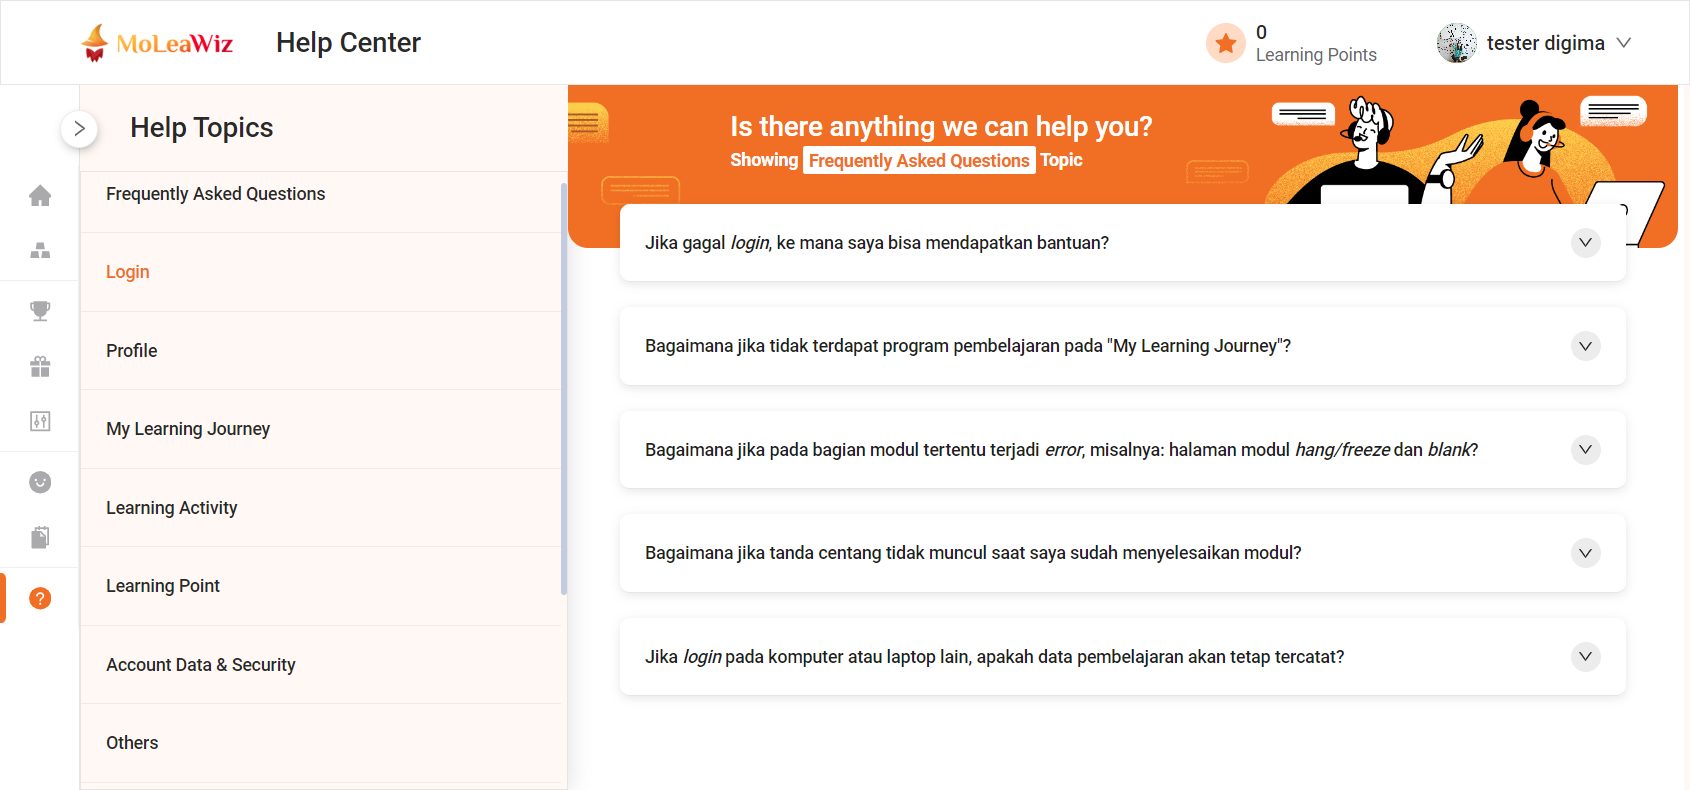 MoLeaWiz
Help Center
0
Learning Points
tester digima
Help Topics
Frequently Asked Questions
Login
Profile
My Learning Journey
Learning Activity
Learning Point
Account Data & Security
Others
Is there anything we can help you?
Showing Frequently Asked Questions Topic
Jika gagal login, ke mana saya bisa mendapatkan bantuan?
Bagaimana jika tidak terdapat program pembelajaran pada "My Learning Journey"?
Bagaimana jika pada bagian modul tertentu terjadi error, misalnya: halaman modul hang/freeze dan blank?
Bagaimana jika tanda centang tidak muncul saat saya sudah menyelesaikan modul?
Jika login pada komputer atau laptop lain, apakah data pembelajaran akan tetap tercatat?